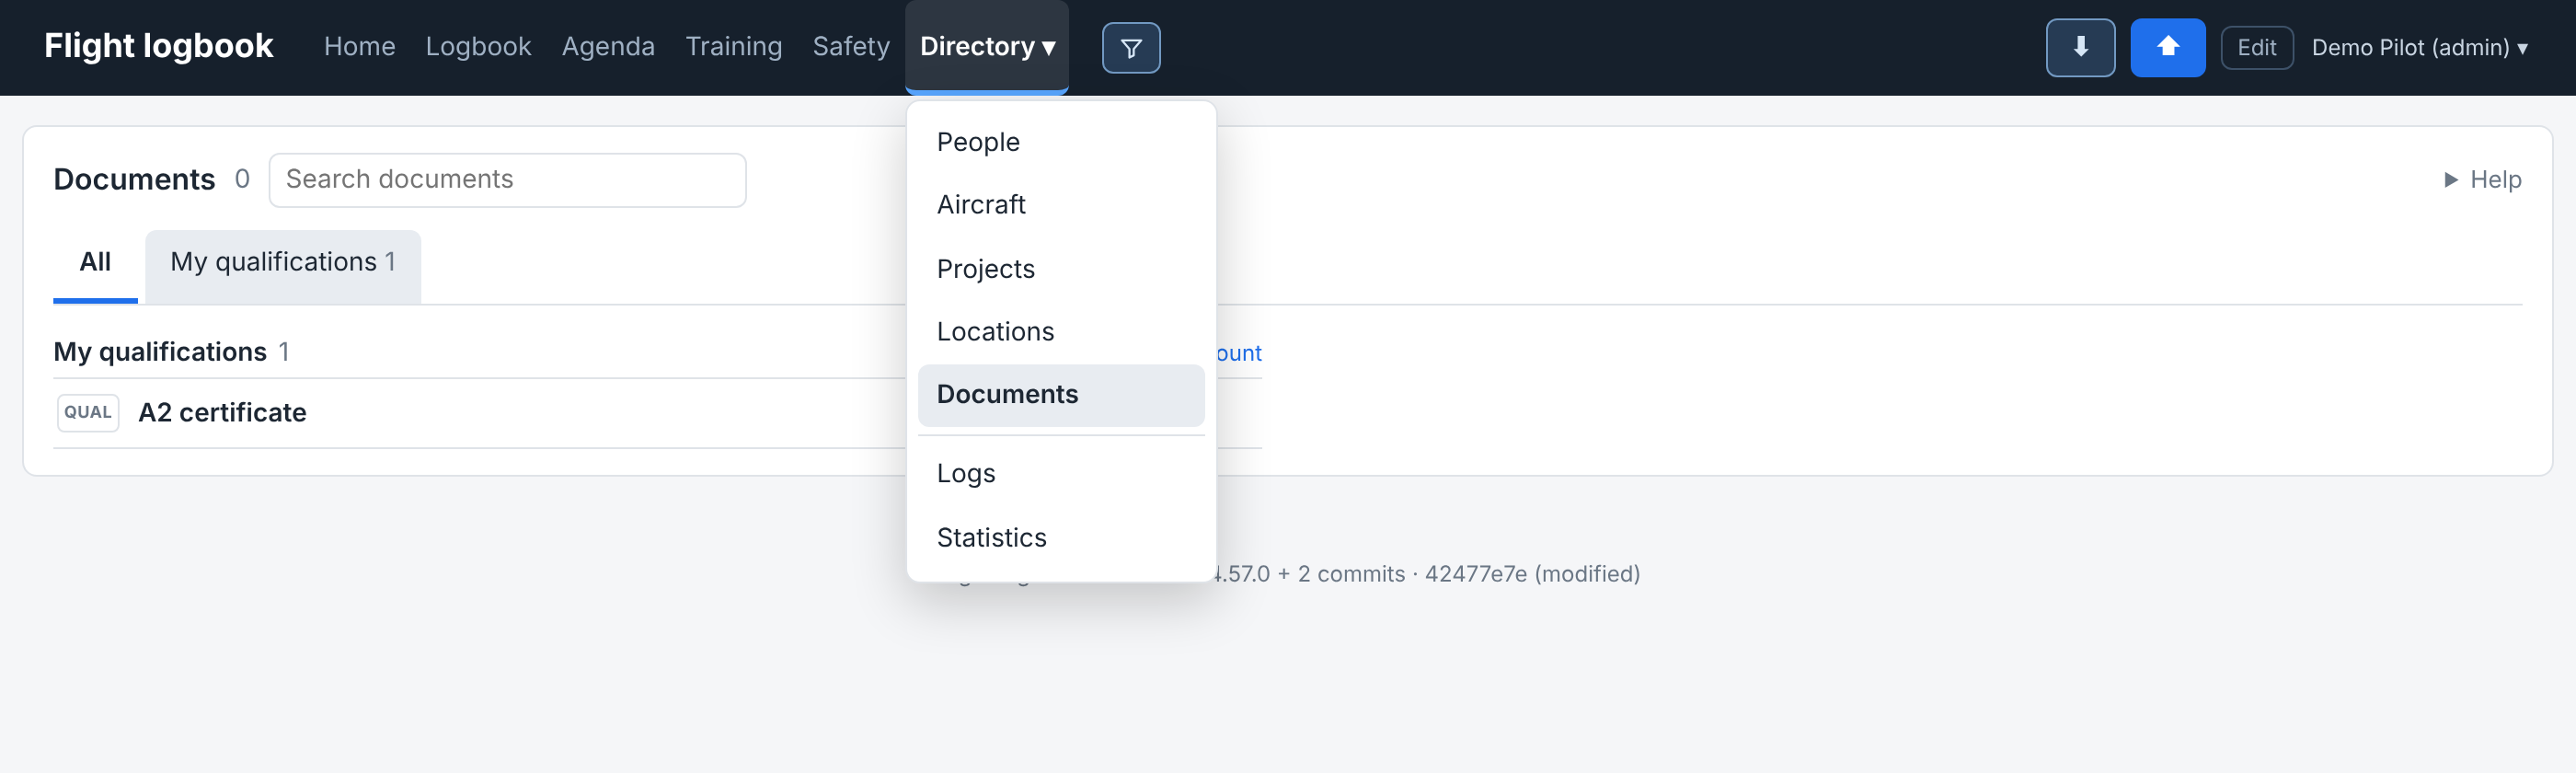 Flight logbook Home Logbook Agenda Training Safety Directory ▾ Edit Demo Pilot (admin) ▾
People
Aircraft
Projects
Locations
Documents
Logs
Statistics
Documents 0 Search documents ▶ Help
All My qualifications 1
My qualifications 1
QUAL A2 certificate
.57.0 + 2 commits · 42477e7e (modified)